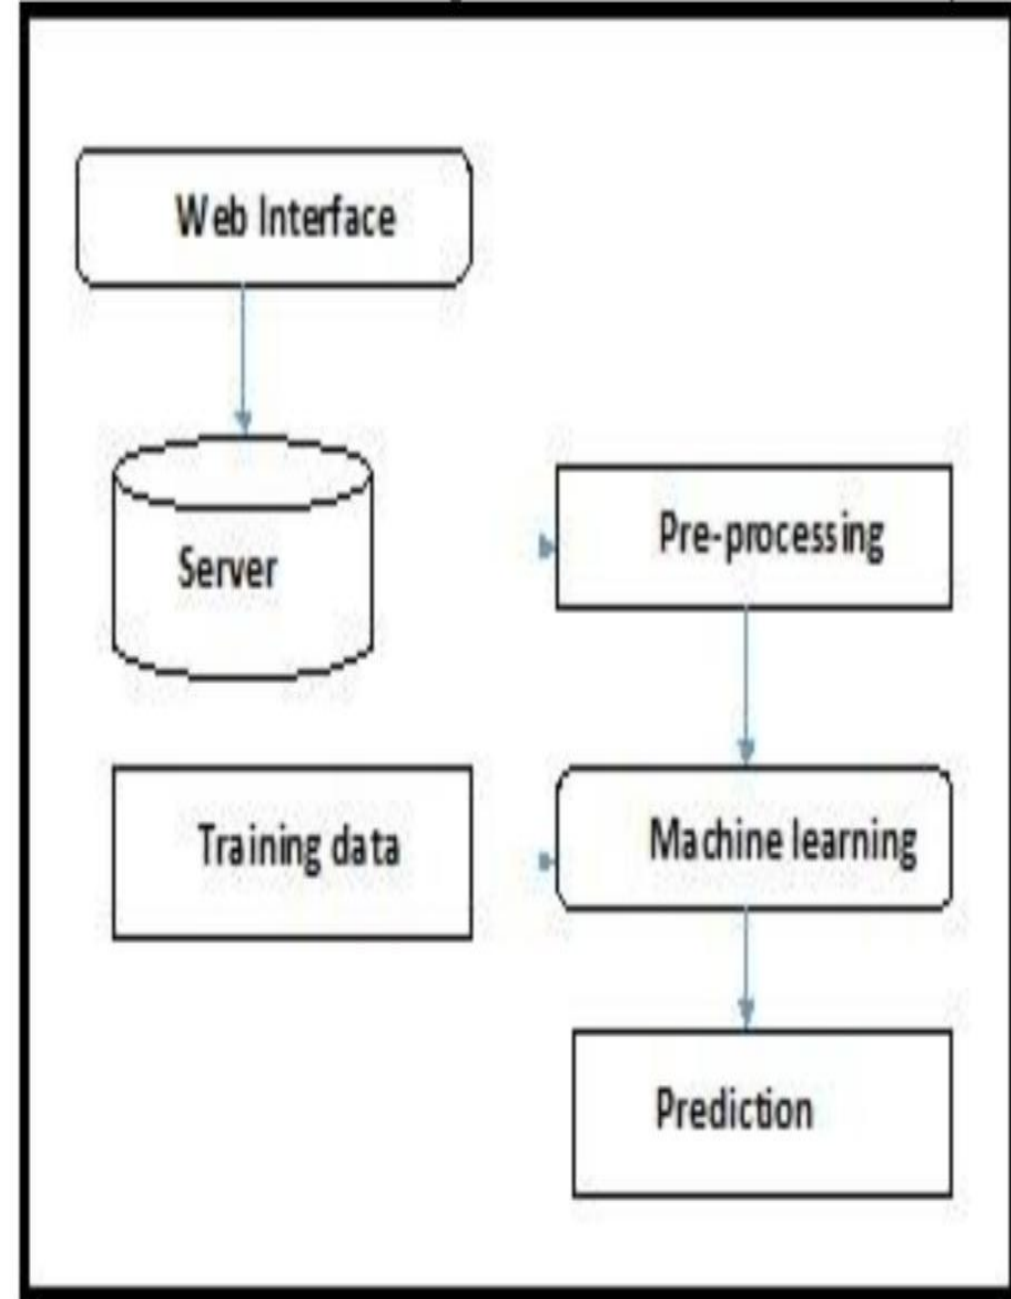 Web Interface
Server
Pre-processing
Training data
Machine learning
Prediction